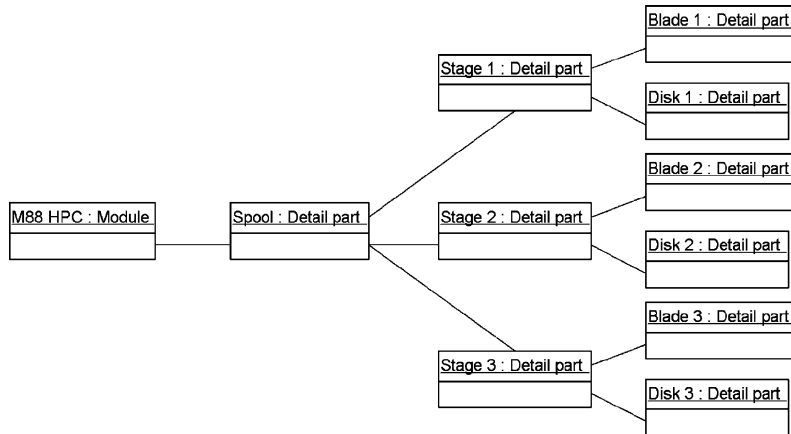 Blade 1 : Detail part
Stage 1 : Detail part
Disk 1 : Detail part
Blade 2 : Detail part
M88 HPC : Module
Spool : Detail part
Stage 2 : Detail part
Disk 2 : Detail part
Blade 3 : Detail part
Stage 3 : Detail part
Disk 3 : Detail part